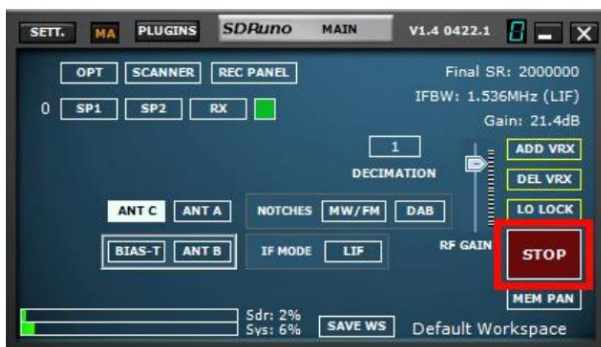 SETT. MA PLUGINS SDRuno MAIN V1.4 0422.1 8
OPT SCANNER REC PANEL Final SR: 2000000
IFBW: 1.536MHz (LIF)
0 SP1 SP2 RX Gain: 21.4dB
1 ADD VRX
DECIMATION DEL VRX
ANT C ANT A NOTCHES MW/FM DAB LO LOCK
BIAS-T ANT B IF MODE LIF RF GAIN STOP
MEM PAN
Sdr: 2%
Sys: 6% SAVE WS Default Workspace